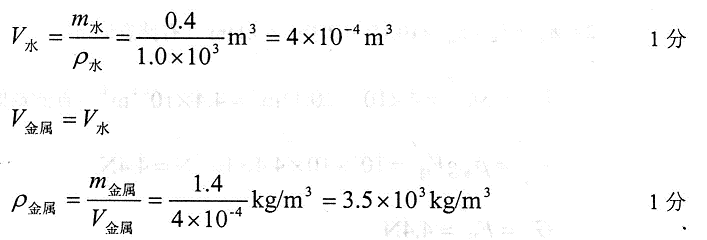 V水 = m水/ρ水 = 0.4/1.0×10³ m³ = 4×10⁻⁴ m³ 1分
V金属 = V水
ρ金属 = m金属/V金属 = 1.4/4×10⁻⁴ kg/m³ = 3.5×10³ kg/m³ 1分